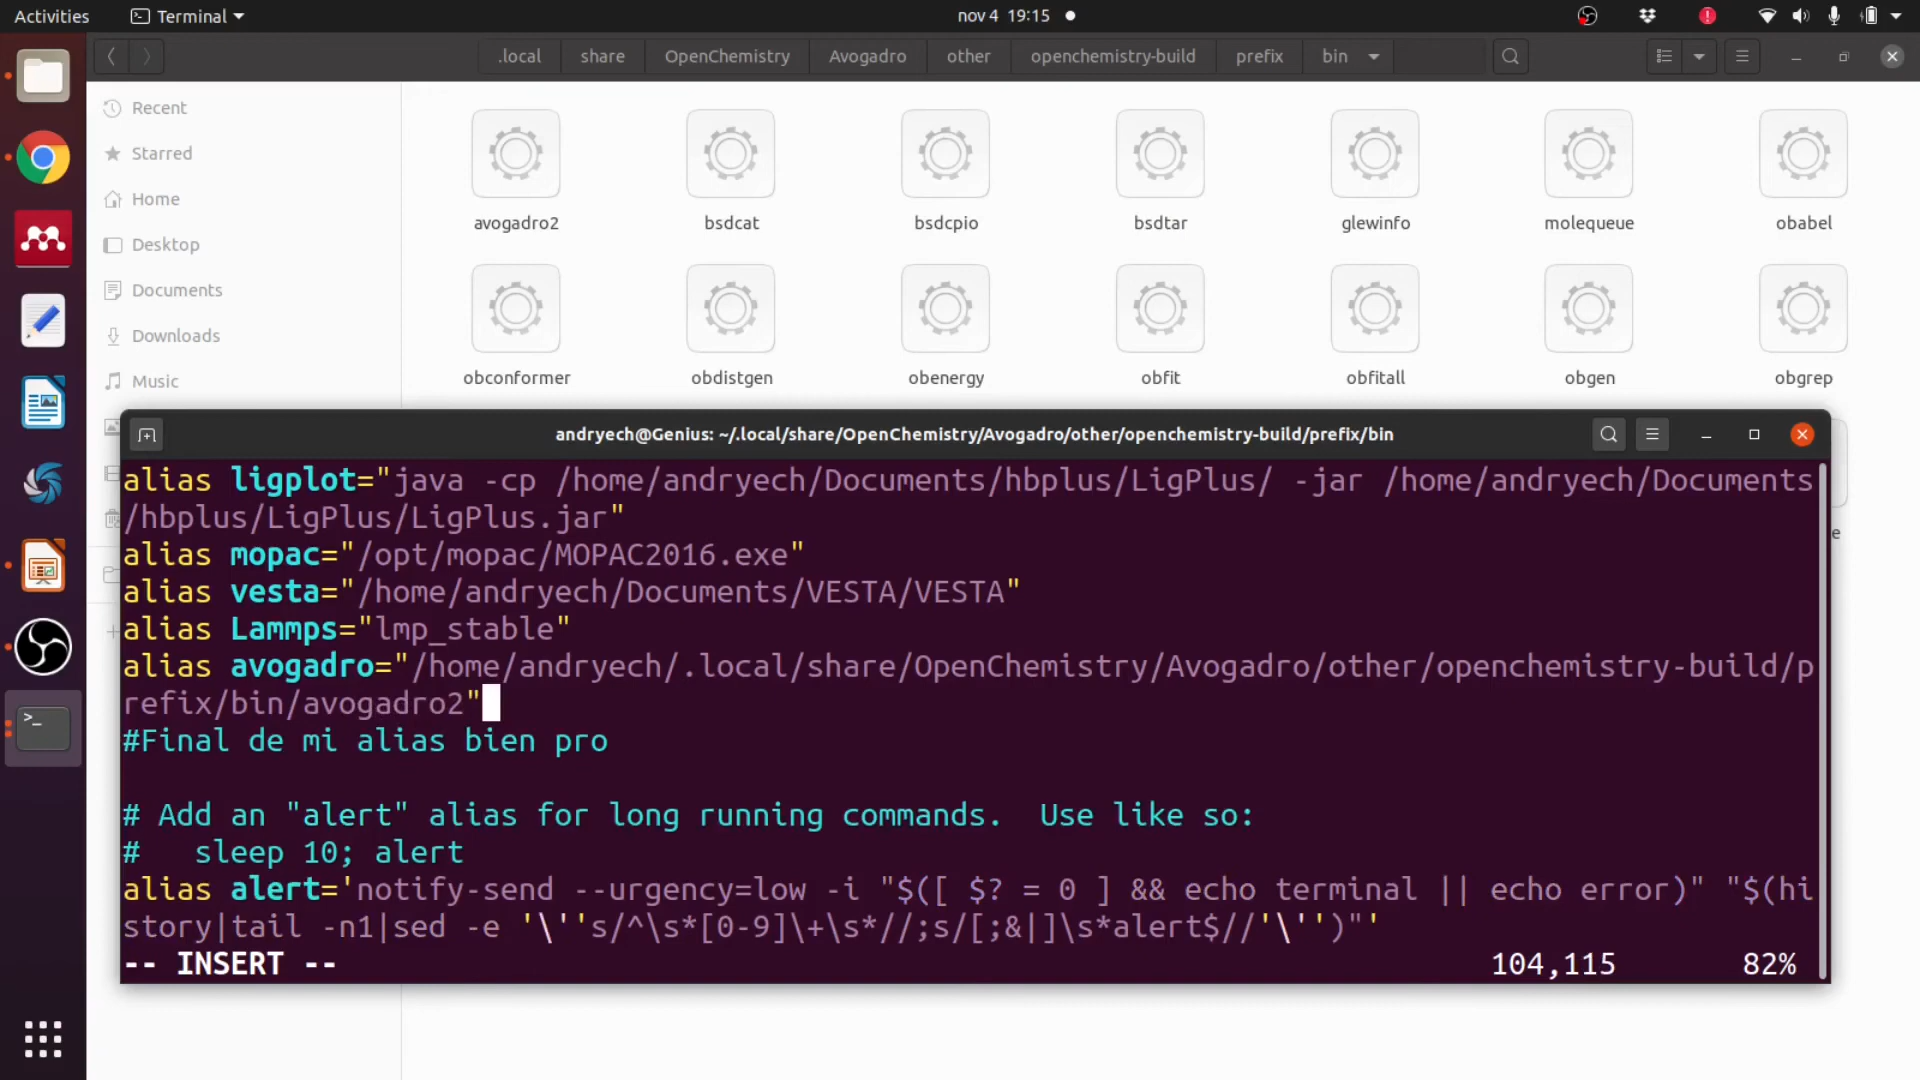 Activities
Terminal
nov 4 19:15
.local
share
OpenChemistry
Avogadro
other
openchemistry-build
prefix
bin
Recent
Starred
Home
Desktop
Documents
Downloads
Music
avogadro2
bsdcat
bsdcpio
bsdtar
glewinfo
molequeue
obabel
obconformer
obdistgen
obenergy
obfit
obfitall
obgen
obgrep
e
andryech@Genius: ~/.local/share/OpenChemistry/Avogadro/other/openchemistry-build/prefix/bin
alias ligplot="java -cp /home/andryech/Documents/hbplus/LigPlus/ -jar /home/andryech/Documents
/hbplus/LigPlus/LigPlus.jar"
alias mopac="/opt/mopac/MOPAC2016.exe"
alias vesta="/home/andryech/Documents/VESTA/VESTA"
alias Lammps="lmp_stable"
alias avogadro="/home/andryech/.local/share/OpenChemistry/Avogadro/other/openchemistry-build/p
refix/bin/avogadro2"
#Final de mi alias bien pro
# Add an "alert" alias for long running commands.  Use like so:
#   sleep 10; alert
alias alert='notify-send --urgency=low -i "$([ $? = 0 ] && echo terminal || echo error)" "$(hi
story|tail -n1|sed -e '\''s/^\s*[0-9]\+\s*//;s/[;&|]\s*alert$//'\'')"'
-- INSERT --
104,115
82%